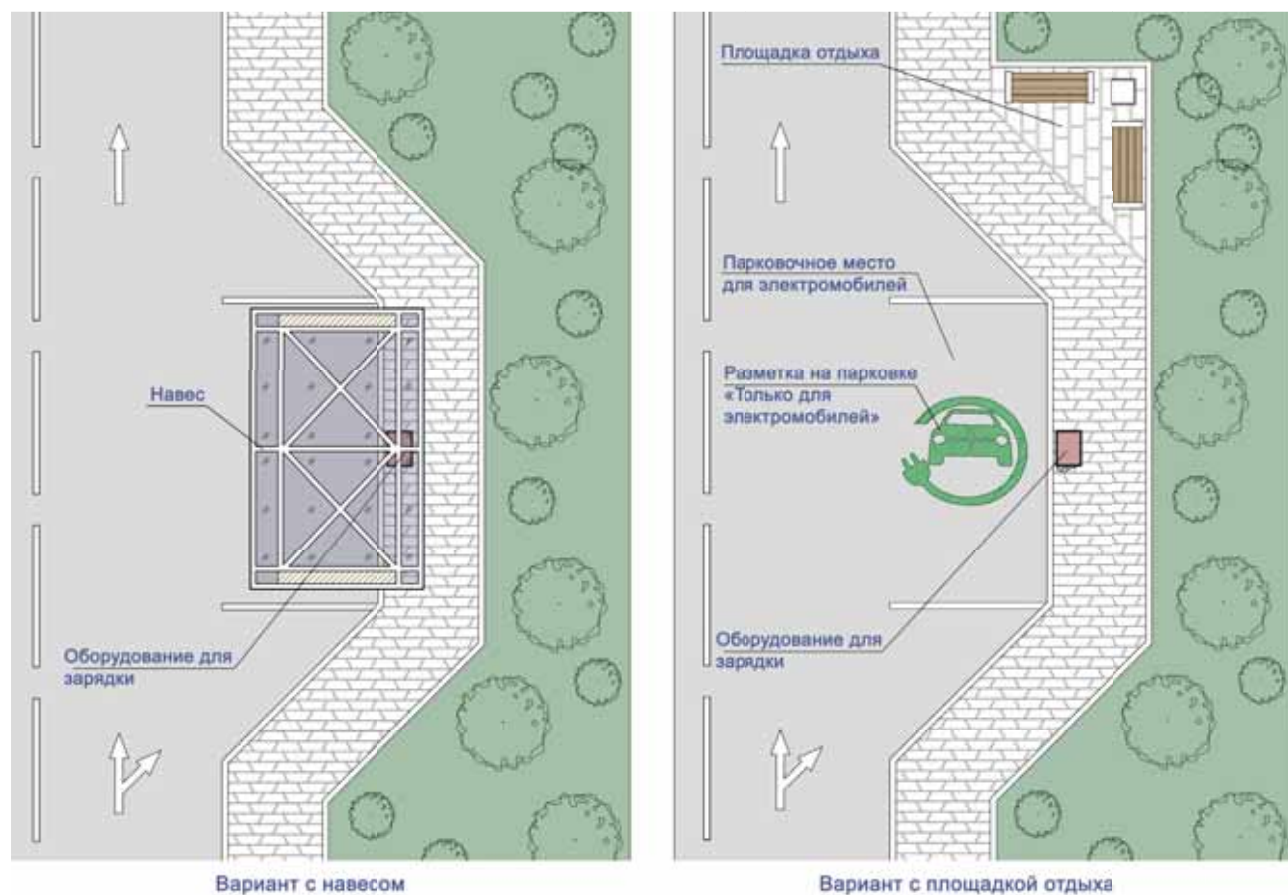 Навес
Оборудование для
зарядки
Вариант с навесом
Площадка отдыха
Парковочное место
для электромобилей
Разметка на парковке
«Только для
электромобилей»
Оборудование для
зарядки
Вариант с площадкой отдыха